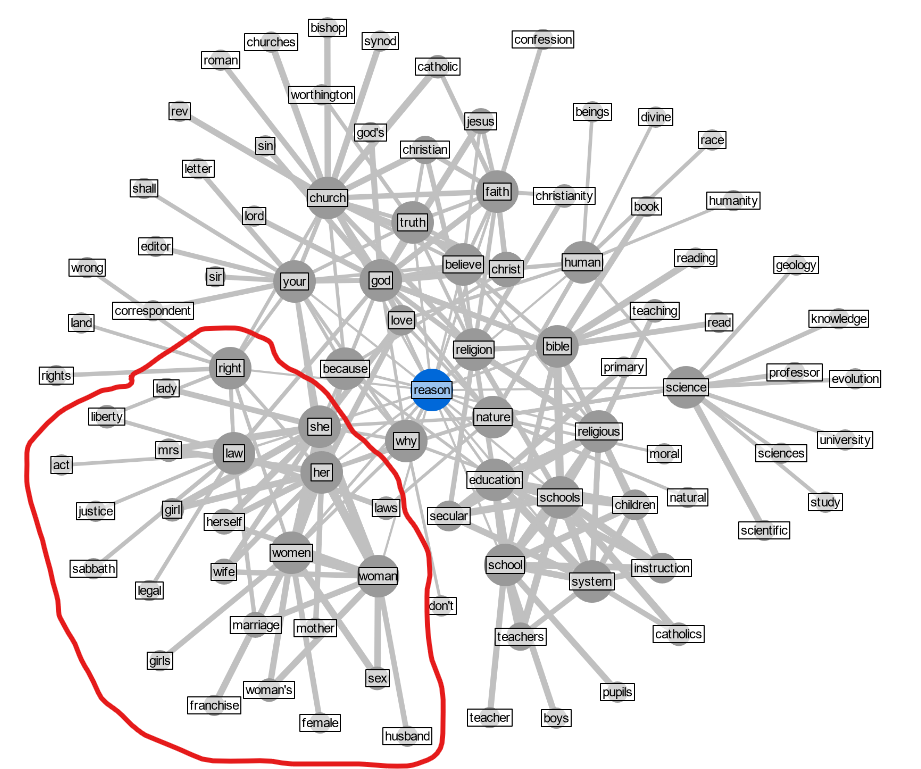 bishop
churches
synod
confession
roman
catholic
worthington
rev
beings
divine
jesus
god's
race
sin
christian
letter
shall
church
faith
christianity
humanity
book
lord
truth
editor
reading
wrong
sir
your
god
believe
christ
human
geology
correspondent
teaching
land
love
read
knowledge
religion
bible
right
because
primary
rights
professor
evolution
lady
reason
science
liberty
nature
she
religious
why
university
mrs
law
moral
sciences
act
her
education
schools
natural
justice
girl
laws
children
study
herself
secular
scientific
women
sabbath
wife
woman
school
system
instruction
legal
don't
marriage
mother
teachers
catholics
girls
sex
woman's
pupils
franchise
female
teacher
boys
husband